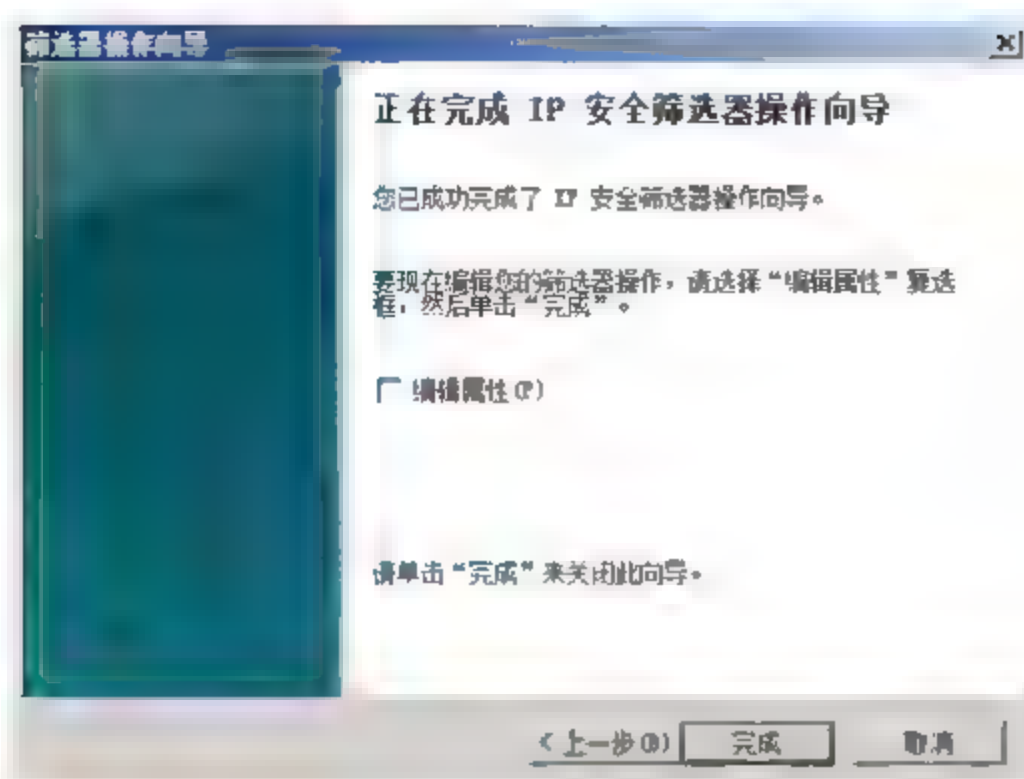 筛选器操作向导
正在完成 IP 安全筛选器操作向导
您已成功完成了 IP 安全筛选器操作向导。
要现在编辑您的筛选器操作，请选择“编辑属性”复选
框，然后单击“完成”。
编辑属性(P)
请单击“完成”来关闭此向导。
< 上一步(B) 完成 取消